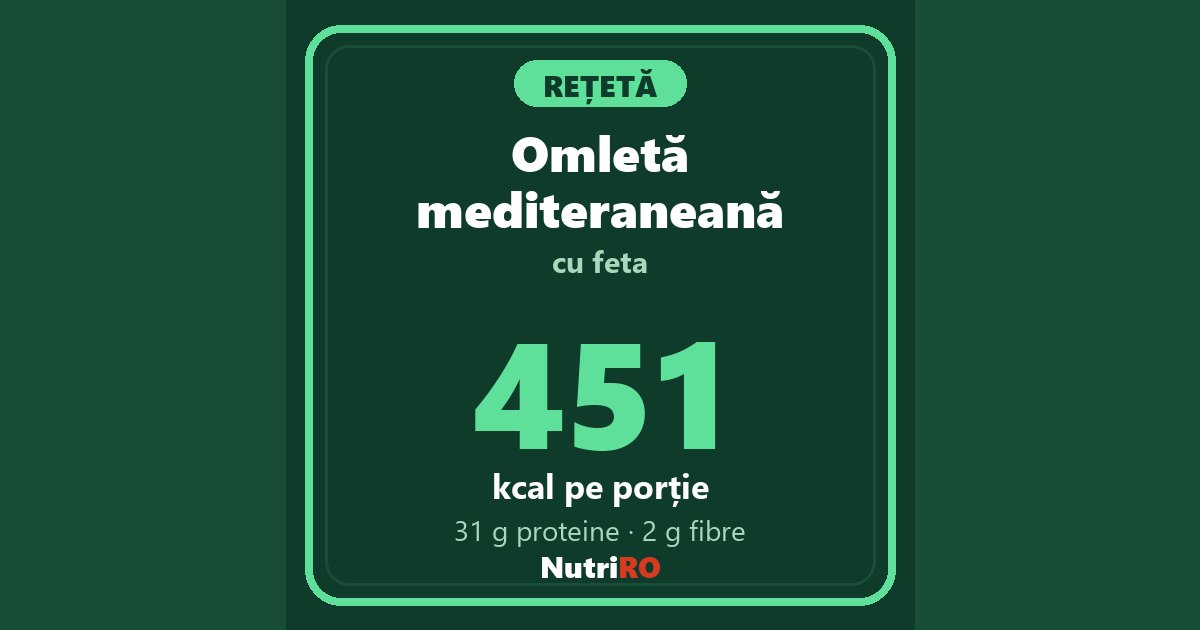 REȚETĂ
Omletă
mediteraneană
cu feta
451
kcal pe porție
31 g proteine · 2 g fibre
NutriRO